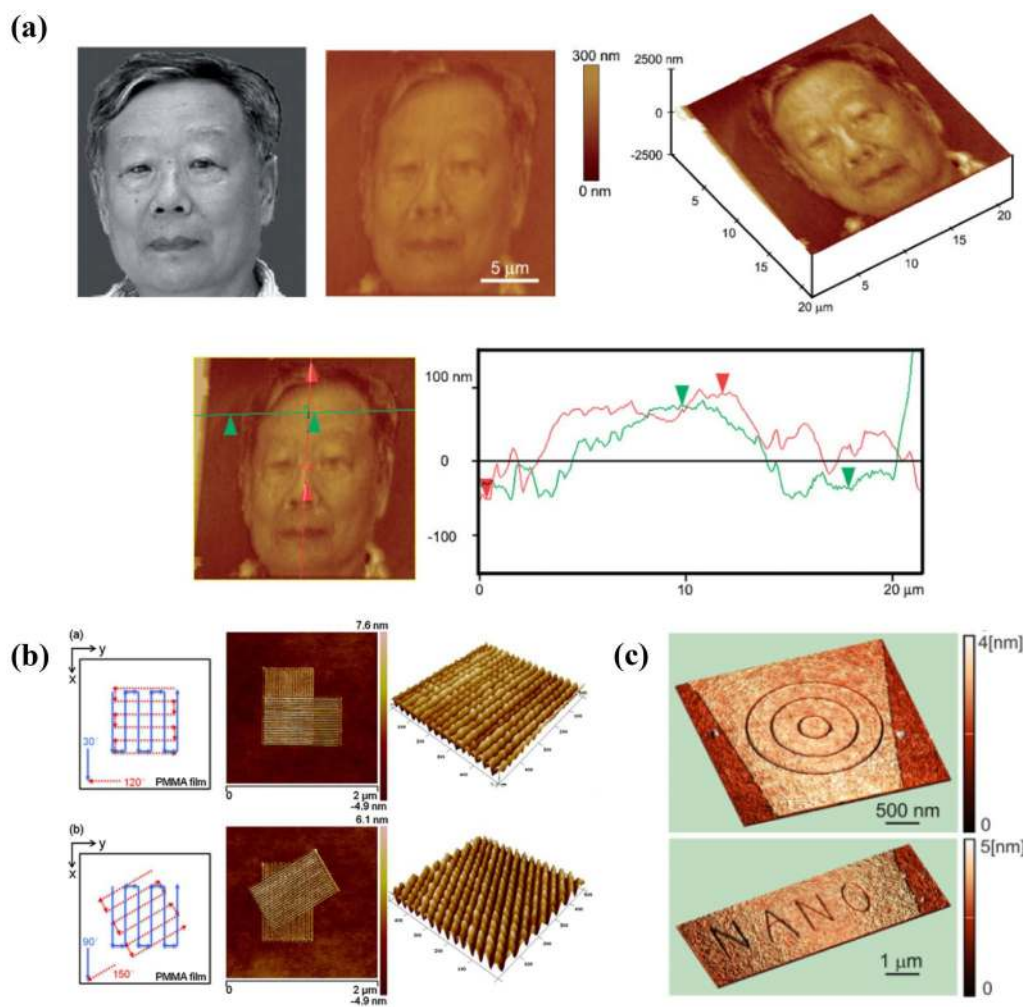 (a)
300 nm
0 nm
5 μm
2500 nm
0
-2500
5
10
15
20 μm
5
10
15
20
100 nm
0
-100
0
10
20 μm
(b)
(a)
y
x
30°
120°
PMMA film
7.6 nm
0
2 μm
-4.9 nm
(b)
y
x
90°
150°
PMMA film
6.1 nm
0
2 μm
-4.9 nm
(c)
4[nm]
0
500 nm
5[nm]
0
NANO
1 μm